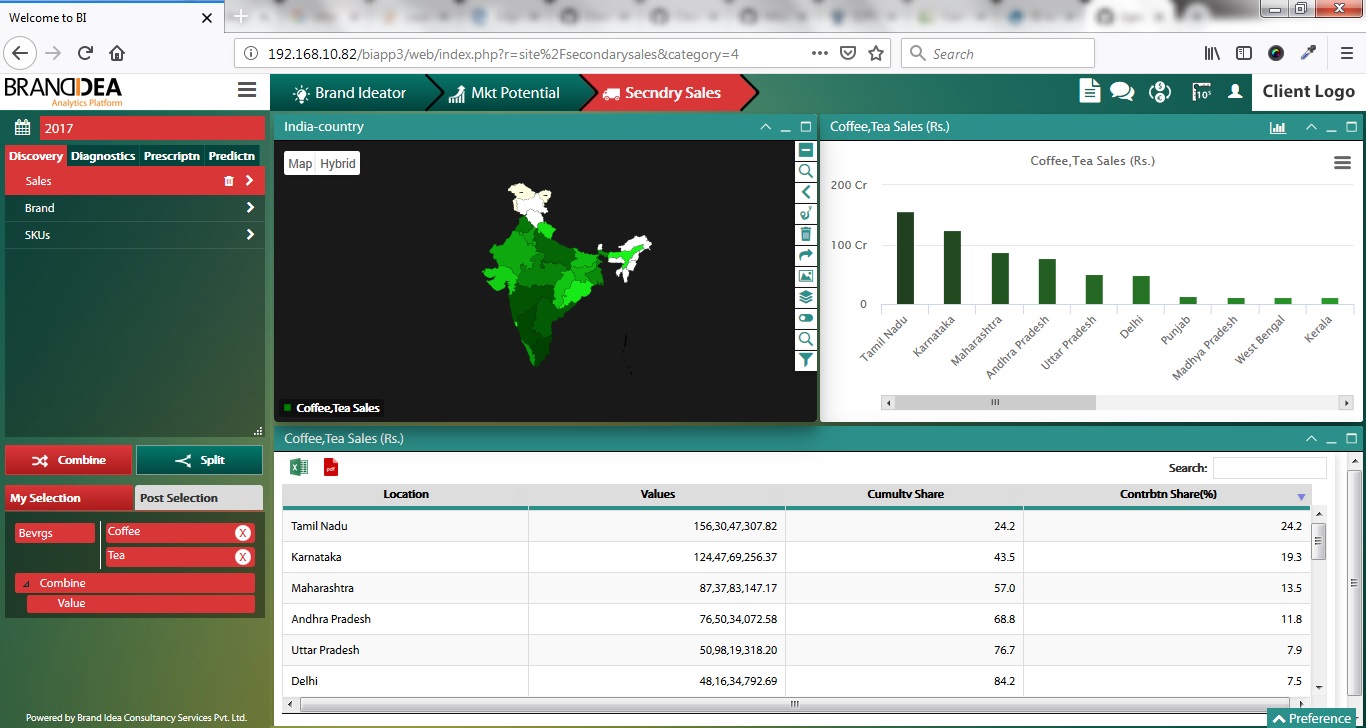 Welcome to BI
192.168.10.82/biapp3/web/index.php?r=site%2Fsecondarysales&category=4
Search
BRANDIDEA
Analytics Platform
Brand Ideator
Mkt Potential
Secndry Sales
Client Logo
2017
Discovery
Diagnostics
Prescriptn
Predictn
Sales
Brand
SKUs
Combine
Split
My Selection
Post Selection
Bevrgs
Coffee
X
Tea
X
Combine
Value
Powered by Brand Idea Consultancy Services Pvt. Ltd.
India-country
Map
Hybrid
Coffee,Tea Sales
Coffee,Tea Sales (Rs.)
Coffee,Tea Sales (Rs.)
200 Cr
100 Cr
0
Tamil Nadu
Karnataka
Maharashtra
Andhra Pradesh
Uttar Pradesh
Delhi
Punjab
Madhya Pradesh
West Bengal
Kerala
Coffee,Tea Sales (Rs.)
pdf
Search:
Location Values Cumultv Share Contrbtn Share(%)
Tamil Nadu 156,30,47,307.82 24.2 24.2
Karnataka 124,47,69,256.37 43.5 19.3
Maharashtra 87,37,83,147.17 57.0 13.5
Andhra Pradesh 76,50,34,072.58 68.8 11.8
Uttar Pradesh 50,98,19,318.20 76.7 7.9
Delhi 48,16,34,792.69 84.2 7.5
Preference